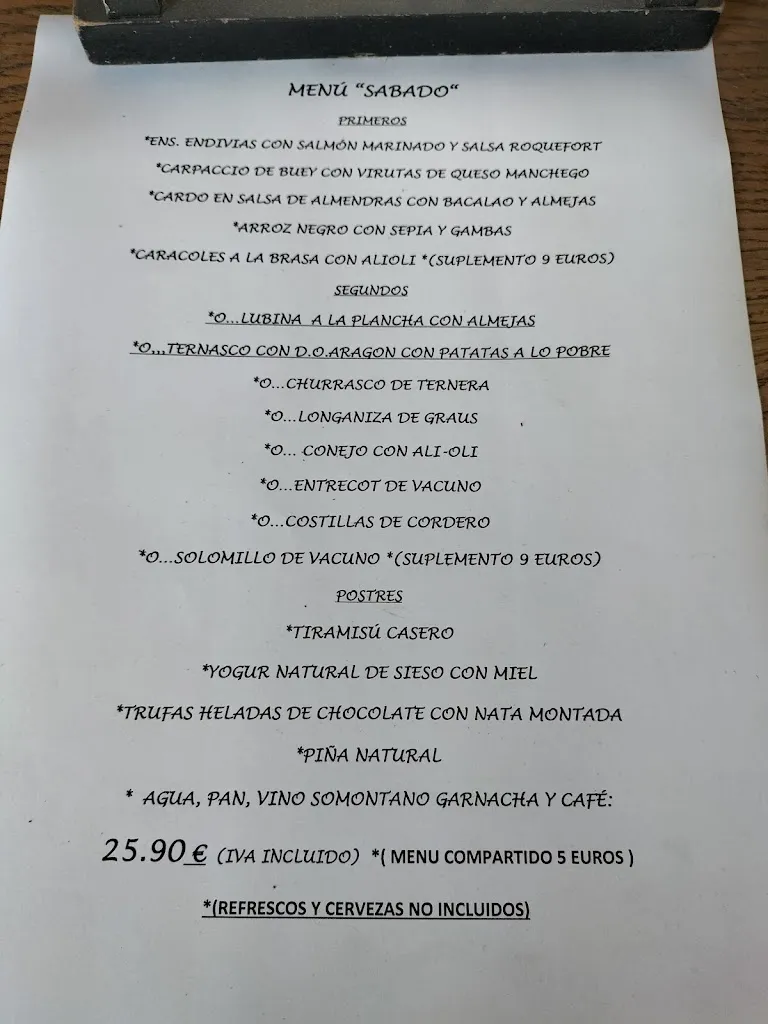 MENÚ “SABADO“
PRIMEROS
*ENS. ENDIVIAS CON SALMÓN MARINADO Y SALSA ROQUEFORT
*CARPACCIO DE BUEY CON VIRUTAS DE QUESO MANCHEGO
*CARDO EN SALSA DE ALMENDRAS CON BACALAO Y ALMEJAS
*ARROZ NEGRO CON SEPIA Y GAMBAS
*CARACOLES A LA BRASA CON ALIOLI *(SUPLEMENTO 9 EUROS)
SEGUNDOS
*O...LUBINA A LA PLANCHA CON ALMEJAS
*O,,,TERNASCO CON D.O.ARAGON CON PATATAS A LO POBRE
*O...CHURRASCO DE TERNERA
*O...LONGANIZA DE GRAUS
*O... CONEJO CON ALI-OLI
*O...ENTRECOT DE VACUNO
*O...COSTILLAS DE CORDERO
*O...SOLOMILLO DE VACUNO *(SUPLEMENTO 9 EUROS)
POSTRES
*TIRAMISÚ CASERO
*YOGUR NATURAL DE SIESO CON MIEL
*TRUFAS HELADAS DE CHOCOLATE CON NATA MONTADA
*PIÑA NATURAL
* AGUA, PAN, VINO SOMONTANO GARNACHA Y CAFÉ:
25.90 € (IVA INCLUIDO) *( MENU COMPARTIDO 5 EUROS )
*(REFRESCOS Y CERVEZAS NO INCLUIDOS)